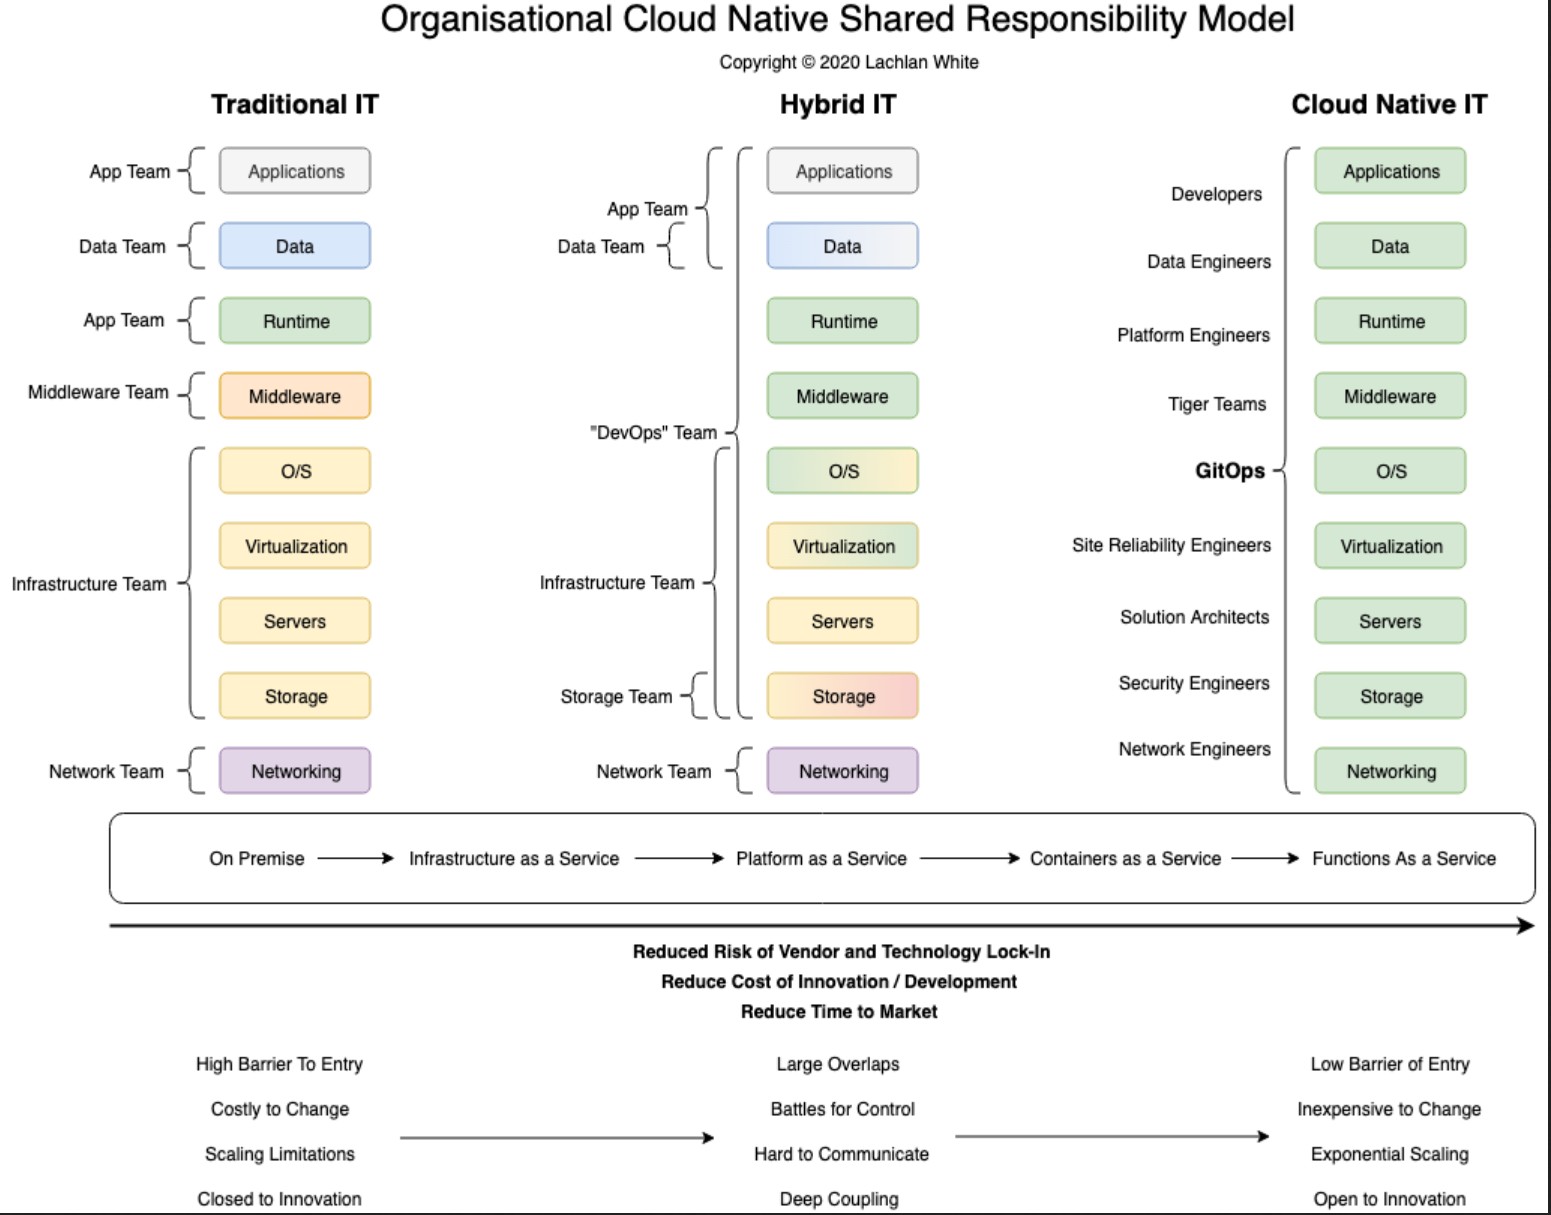 Organisational Cloud Native Shared Responsibility Model
Copyright © 2020 Lachlan White
Traditional IT
App Team
Applications
Data Team
Data
App Team
Runtime
Middleware Team
Middleware
Infrastructure Team
O/S
Virtualization
Servers
Storage
Network Team
Networking
Hybrid IT
App Team
Data Team
"DevOps" Team
Infrastructure Team
Storage Team
Network Team
Applications
Data
Runtime
Middleware
O/S
Virtualization
Servers
Storage
Networking
Cloud Native IT
Developers
Data Engineers
Platform Engineers
Tiger Teams
GitOps
Site Reliability Engineers
Solution Architects
Security Engineers
Network Engineers
Applications
Data
Runtime
Middleware
O/S
Virtualization
Servers
Storage
Networking
On Premise
Infrastructure as a Service
Platform as a Service
Containers as a Service
Functions As a Service
Reduced Risk of Vendor and Technology Lock-In
Reduce Cost of Innovation / Development
Reduce Time to Market
High Barrier To Entry
Costly to Change
Scaling Limitations
Closed to Innovation
Large Overlaps
Battles for Control
Hard to Communicate
Deep Coupling
Low Barrier of Entry
Inexpensive to Change
Exponential Scaling
Open to Innovation